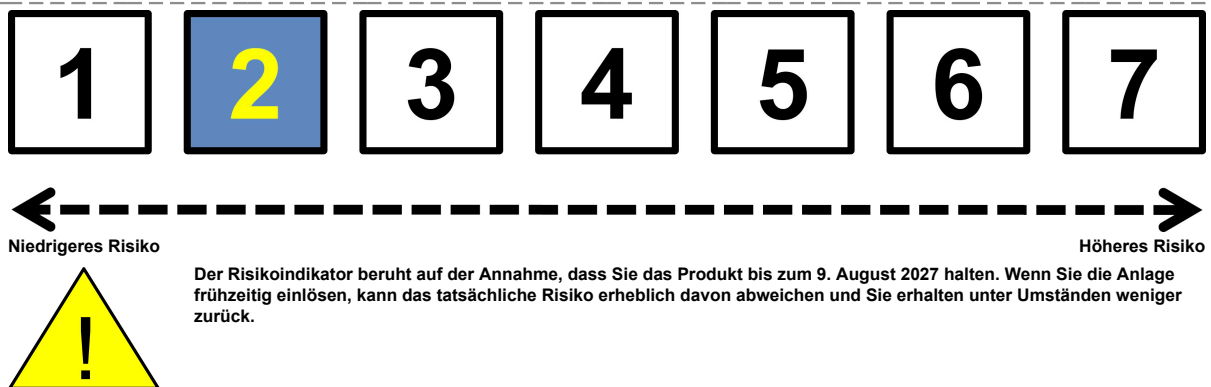 1 2 3 4 5 6 7
Niedrigeres Risiko Höheres Risiko
Der Risikoindikator beruht auf der Annahme, dass Sie das Produkt bis zum 9. August 2027 halten. Wenn Sie die Anlage
frühzeitig einlösen, kann das tatsächliche Risiko erheblich davon abweichen und Sie erhalten unter Umständen weniger
zurück.
!